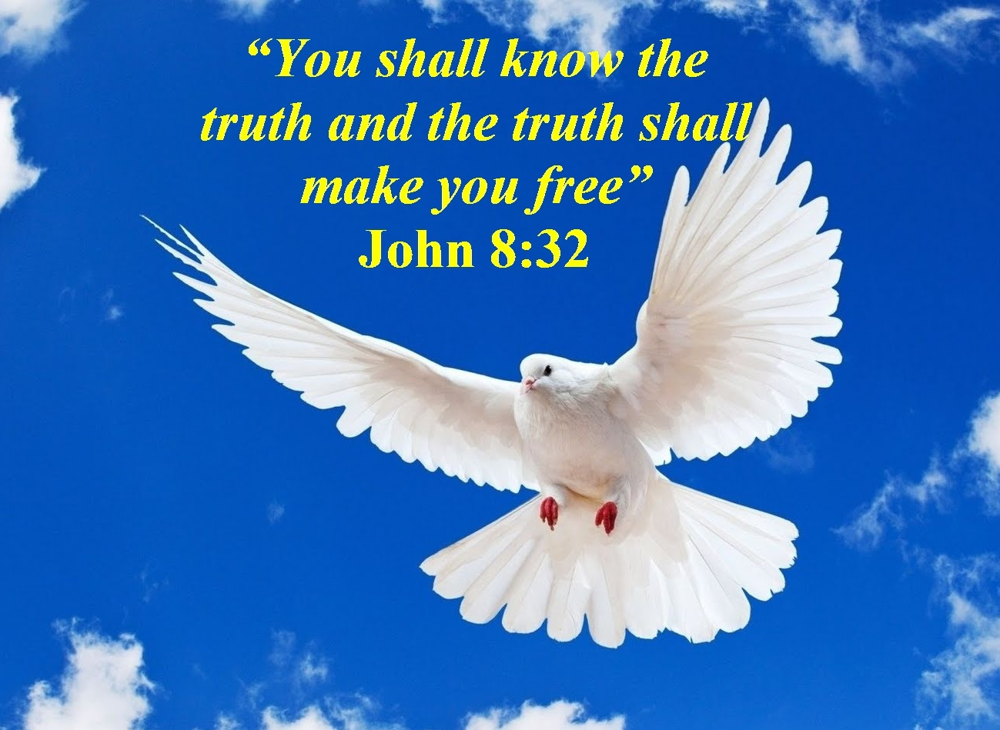 “You shall know the
truth and the truth shall
make you free”
John 8:32